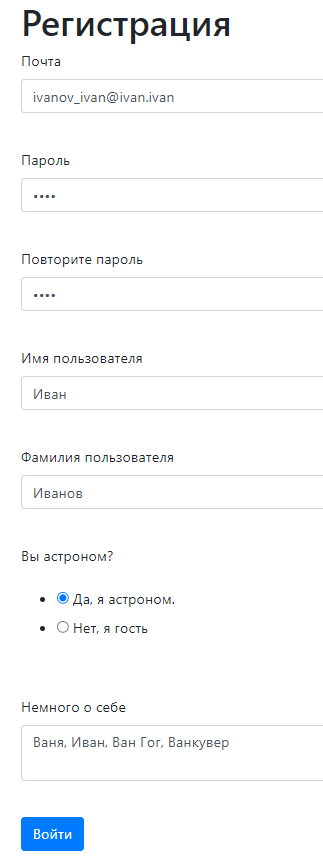 Регистрация
Почта
ivanov_ivan@ivan.ivan
Пароль
••••
Повторите пароль
••••
Имя пользователя
Иван
Фамилия пользователя
Иванов
Вы астроном?
Да, я астроном.
Нет, я гость
Немного о себе
Ваня, Иван, Ван Гог, Ванкувер
Войти